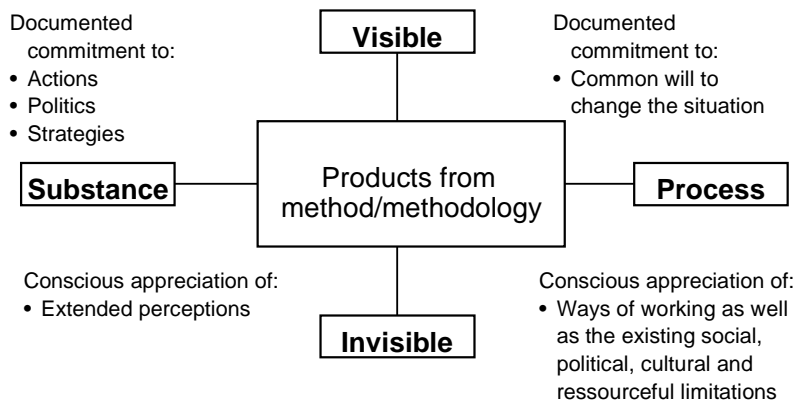 Documented
commitment to:
• Actions
• Politics
• Strategies
Visible
Documented
commitment to:
• Common will to
change the situation
Substance
Products from
method/methodology
Process
Conscious appreciation of:
• Extended perceptions
Invisible
Conscious appreciation of:
• Ways of working as well
as the existing social,
political, cultural and
ressourceful limitations